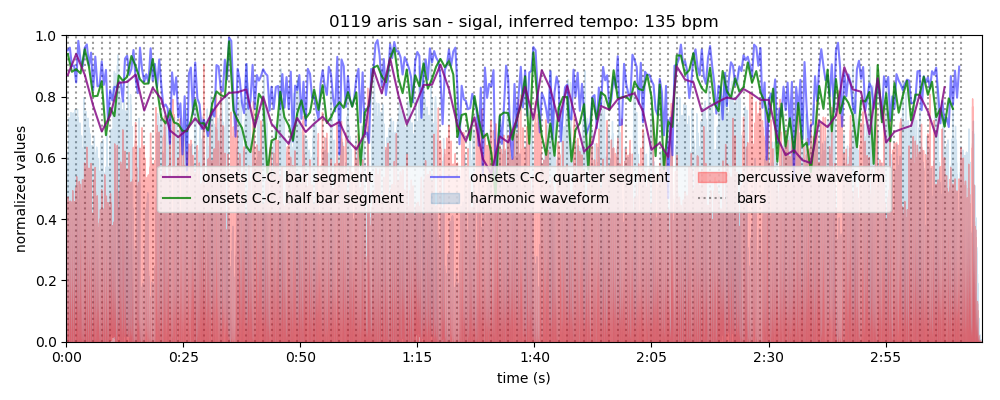 0119 aris san - sigal, inferred tempo: 135 bpm
1.0
0.8
0.6
0.4
0.2
0.0
normalized values
onsets C-C, bar segment
onsets C-C, half bar segment
onsets C-C, quarter segment
harmonic waveform
percussive waveform
bars
0:00 0:25 0:50 1:15 1:40 2:05 2:30 2:55
time (s)